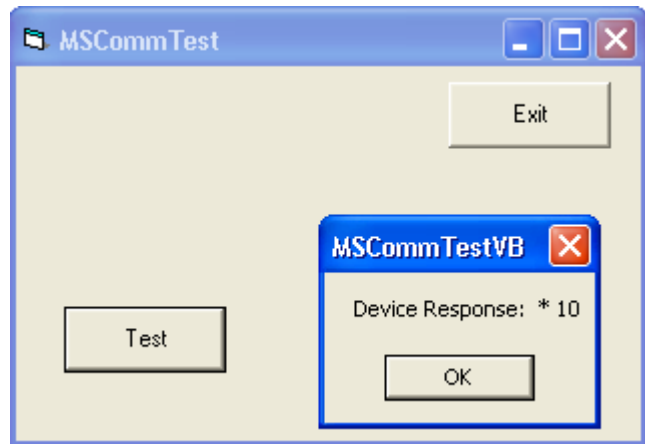 MSCommTest
Exit
MSCommTestVB
Device Response: * 10
Test
OK